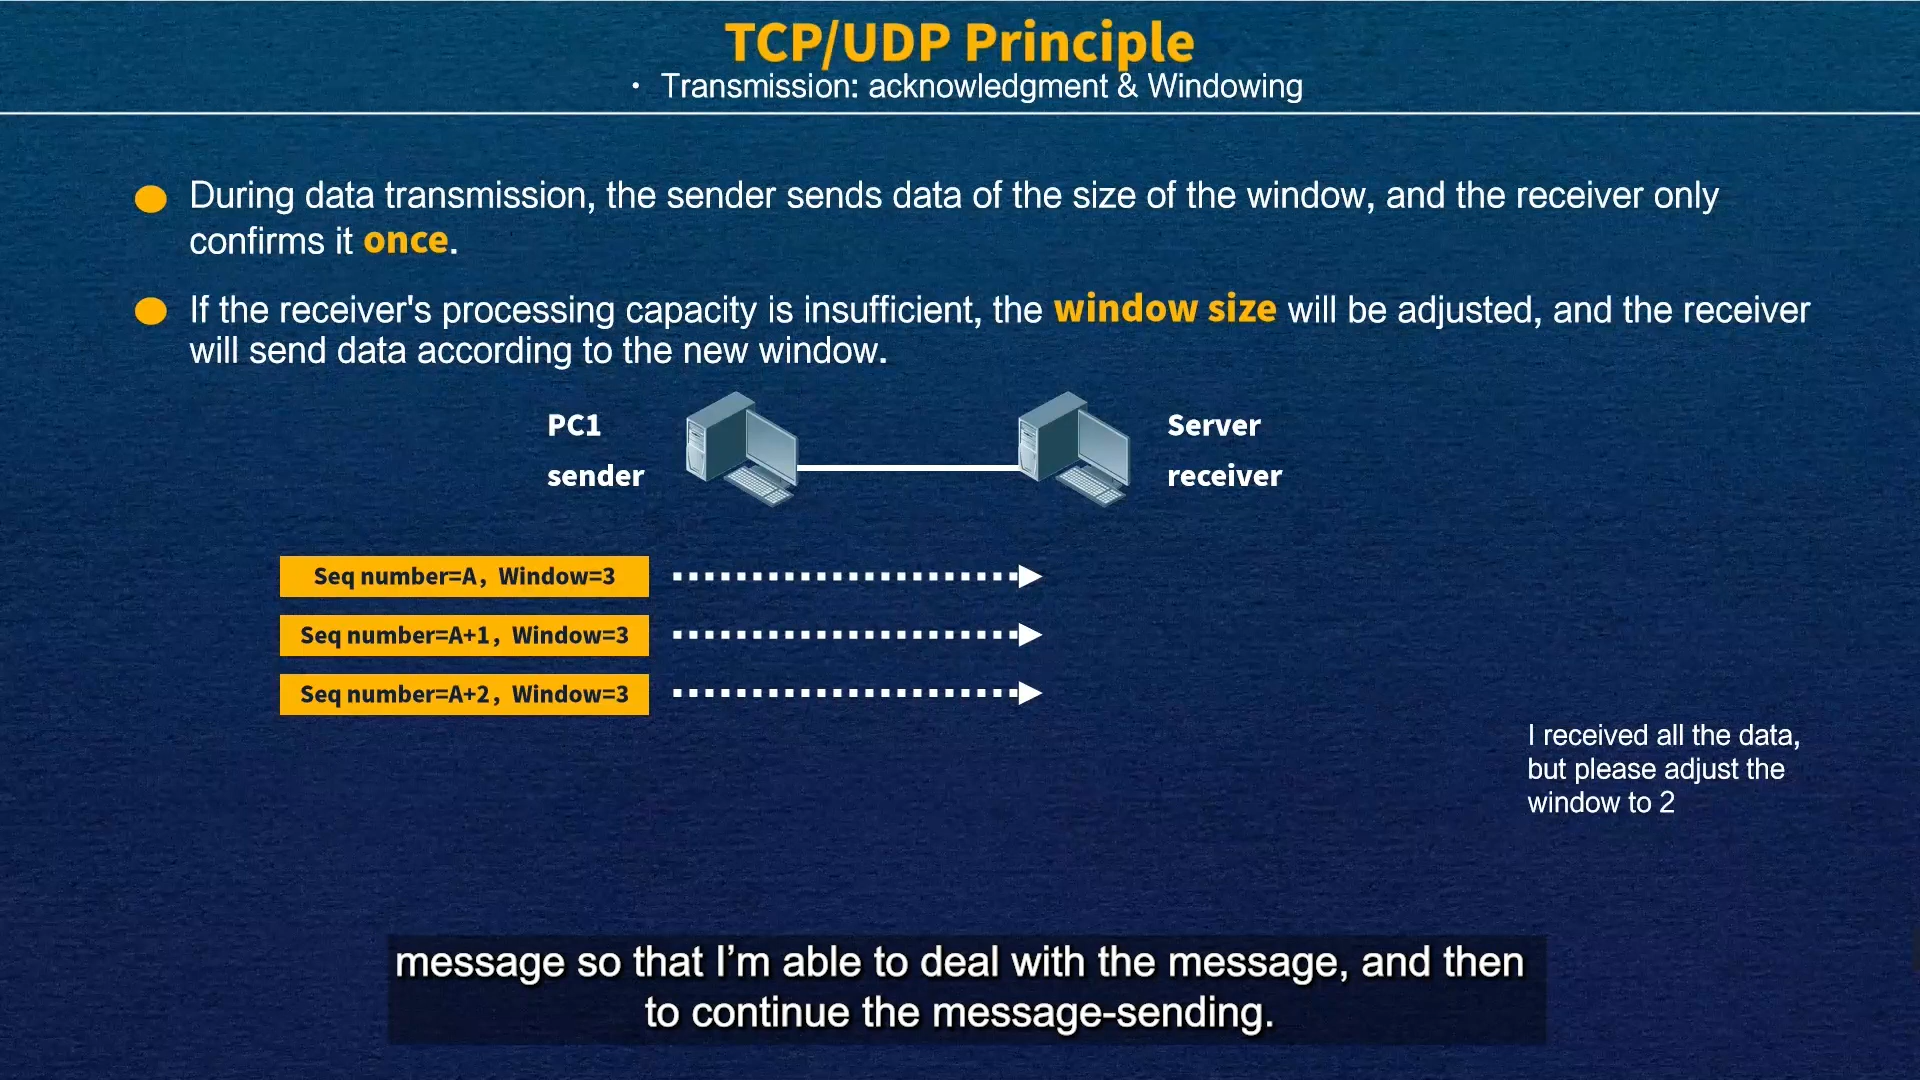 TCP/UDP Principle
· Transmission: acknowledgment & Windowing
During data transmission, the sender sends data of the size of the window, and the receiver only
confirms it once.
If the receiver's processing capacity is insufficient, the window size will be adjusted, and the receiver
will send data according to the new window.
PC1
sender
Server
receiver
Seq number=A, Window=3
Seq number=A+1, Window=3
Seq number=A+2, Window=3
I received all the data,
but please adjust the
window to 2
message so that I’m able to deal with the message, and then
to continue the message-sending.